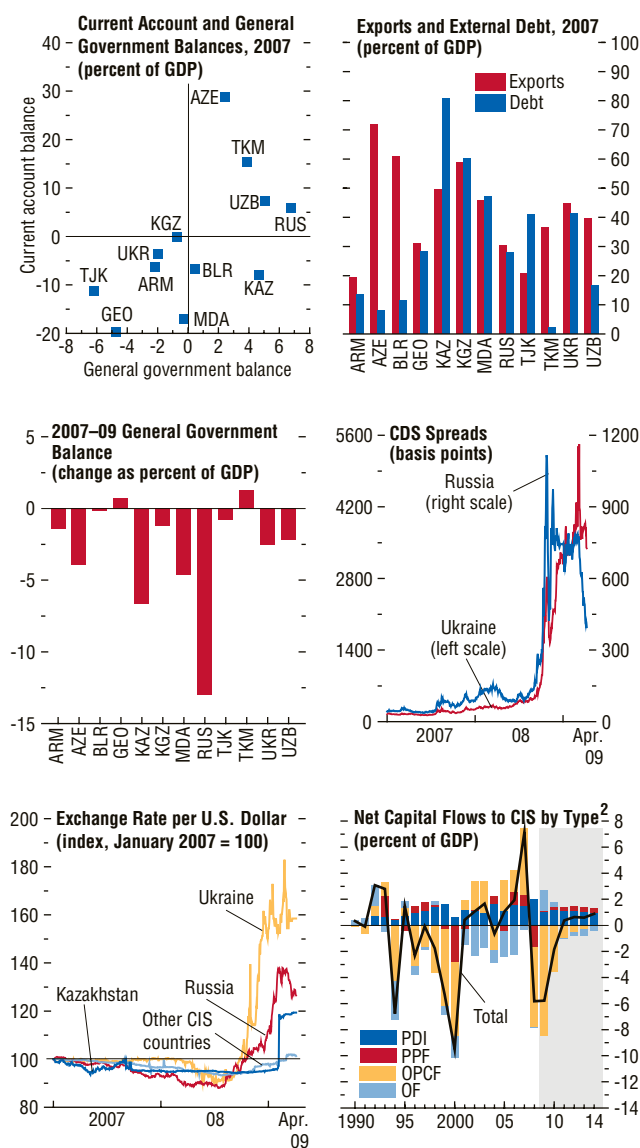 Current Account and General
Government Balances, 2007
(percent of GDP)
40
30
20
10
0
-10
-20
Current account balance
AZE
TKM
UZB
RUS
KGZ
UKR
ARM
BLR
KAZ
TJK
GEO
MDA
-8 -6 -4 -2 0 2 4 6 8
General government balance
Exports and External Debt, 2007
(percent of GDP)
Exports
Debt
100
90
80
70
60
50
40
30
20
10
0
ARM AZE BLR GEO KAZ KGZ MDA RUS TJK TKM UKR UZB
2007–09 General Government
Balance
(change as percent of GDP)
5
0
-5
-10
-15
ARM AZE BLR GEO KAZ KGZ MDA RUS TJK TKM UKR UZB
CDS Spreads
(basis points)
5600
4200
2800
1400
0
1200
900
600
300
0
Russia
(right scale)
Ukraine
(left scale)
2007 08 Apr.
09
Exchange Rate per U.S. Dollar
(index, January 2007 = 100)
200
180
160
140
120
100
80
Ukraine
Kazakhstan
Russia
Other CIS
countries
2007 08 Apr.
09
Net Capital Flows to CIS by Type2
(percent of GDP)
8
6
4
2
0
-2
-4
-6
-8
-10
-12
-14
Total
PDI
PPF
OPCF
OF
1990 95 2000 05 10 14